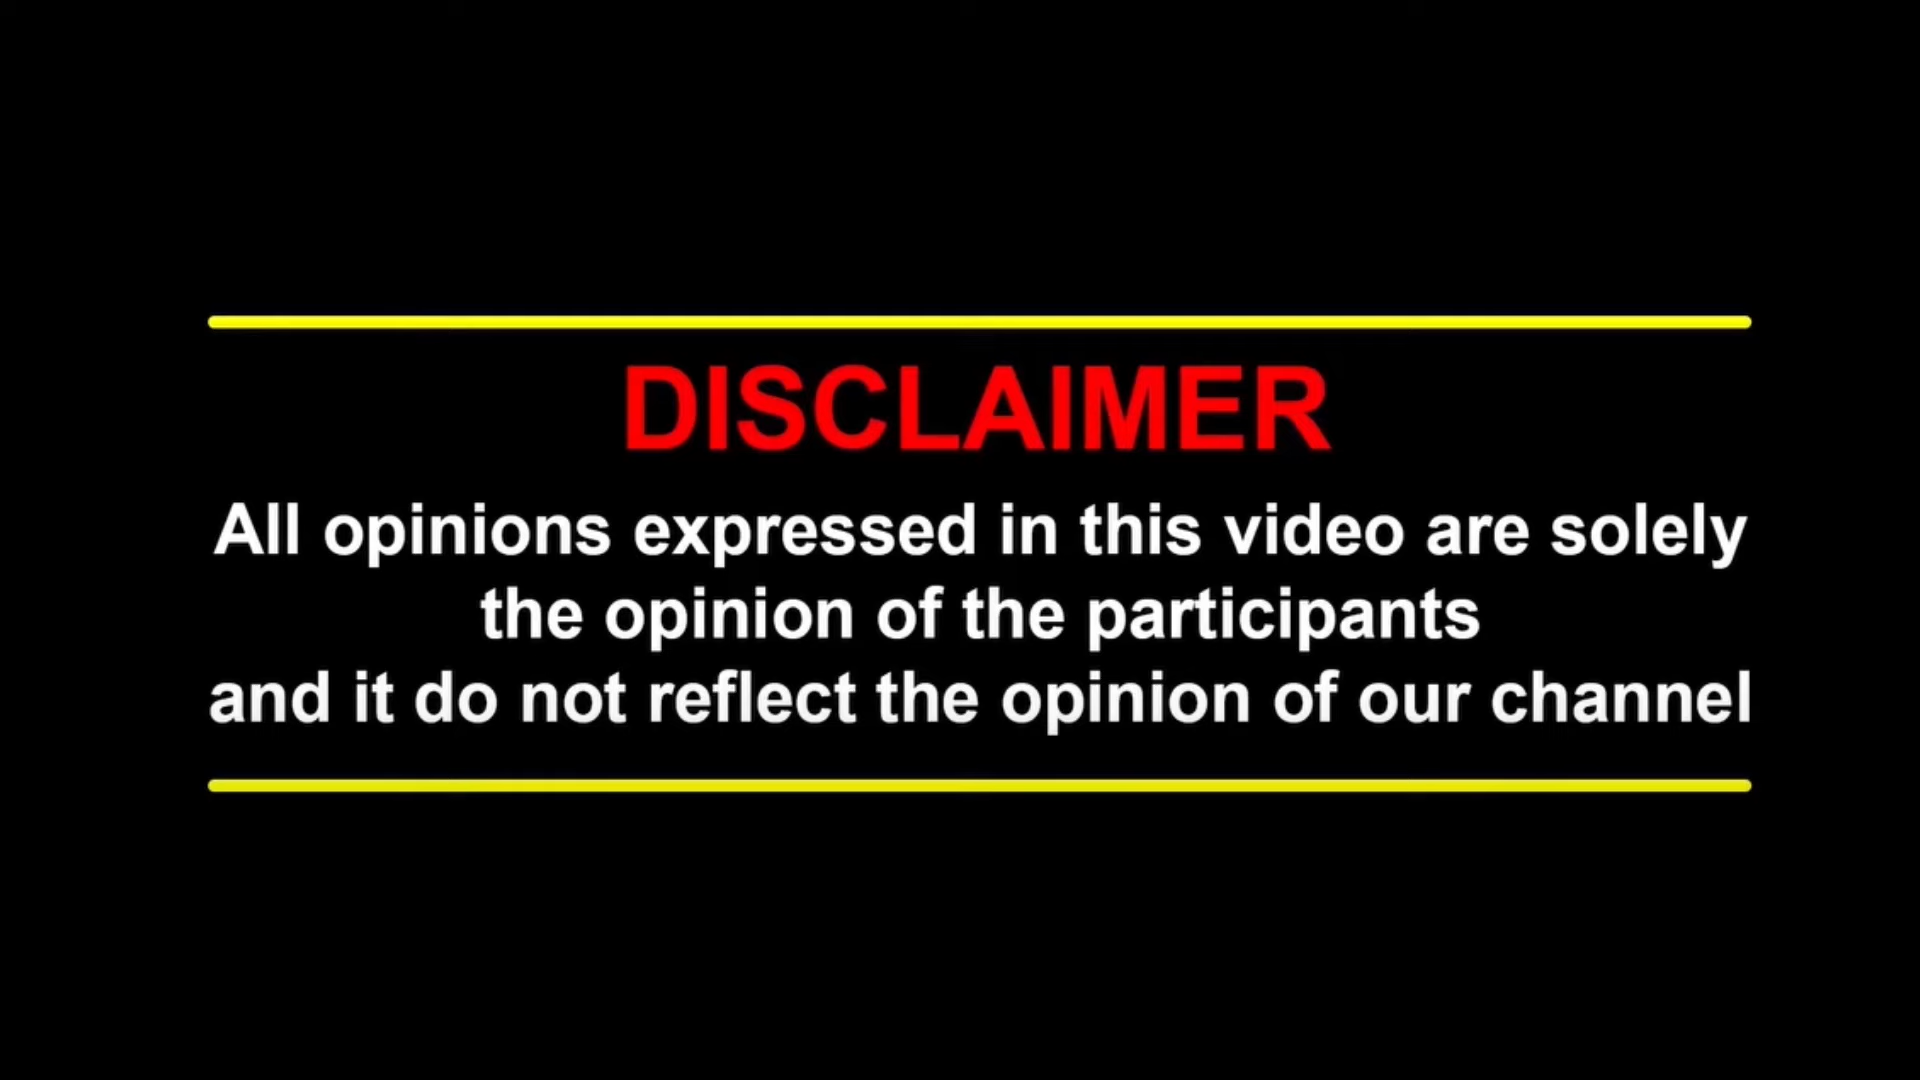 DISCLAIMER
All opinions expressed in this video are solely
the opinion of the participants
and it do not reflect the opinion of our channel